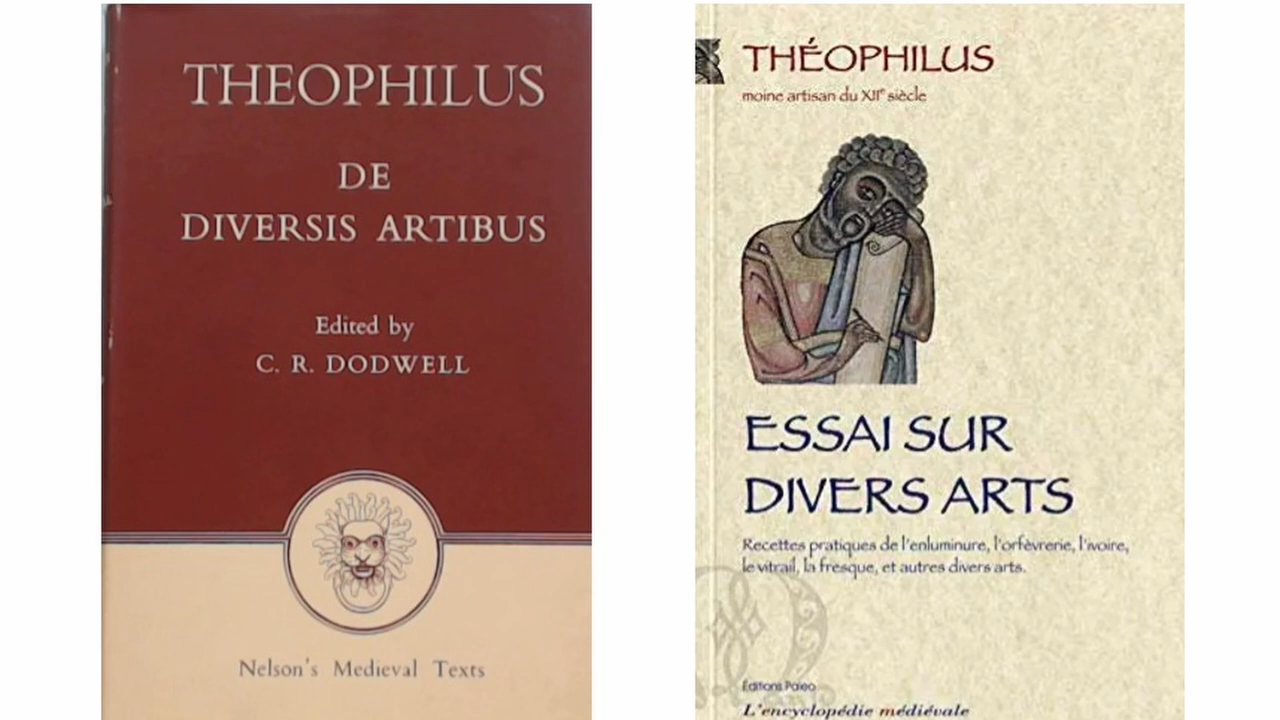 THEOPHILUS
DE
DIVERSIS ARTIBUS
Edited by
C. R. DODWELL
Nelson's Medieval Texts
THÉOPHILUS
moine artisan du XIIe siècle
ESSAI SUR
DIVERS ARTS
Recettes pratiques de l'enluminure, l'orfèvrerie, l'ivoire,
le vitrail, la fresque, et autres divers arts.
Éditions Paleo
L'encyclopédie médiévale